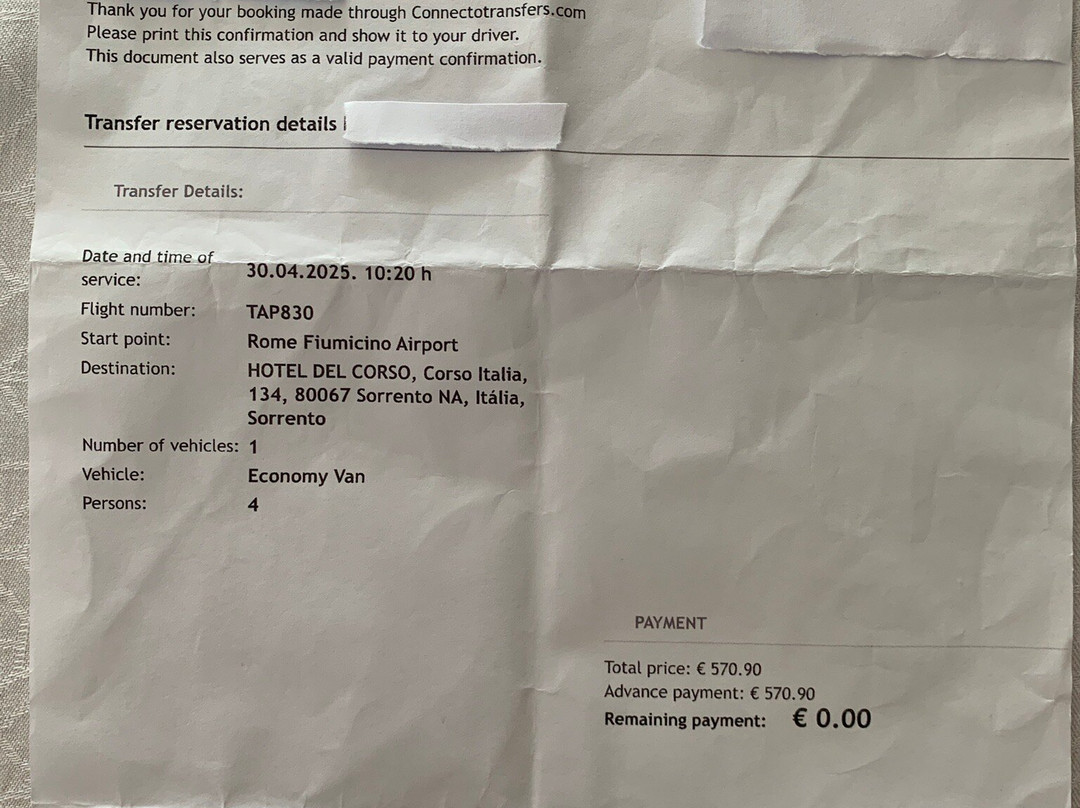 Thank you for your booking made through Connectotransfers.com
Please print this confirmation and show it to your driver.
This document also serves as a valid payment confirmation.
Transfer reservation details
Transfer Details:
Date and time of
service: 30.04.2025. 10:20 h
Flight number: TAP830
Start point: Rome Fiumicino Airport
Destination: HOTEL DEL CORSO, Corso Italia,
134, 80067 Sorrento NA, Itália,
Sorrento
Number of vehicles: 1
Vehicle: Economy Van
Persons: 4
PAYMENT
Total price: € 570.90
Advance payment: € 570.90
Remaining payment: € 0.00